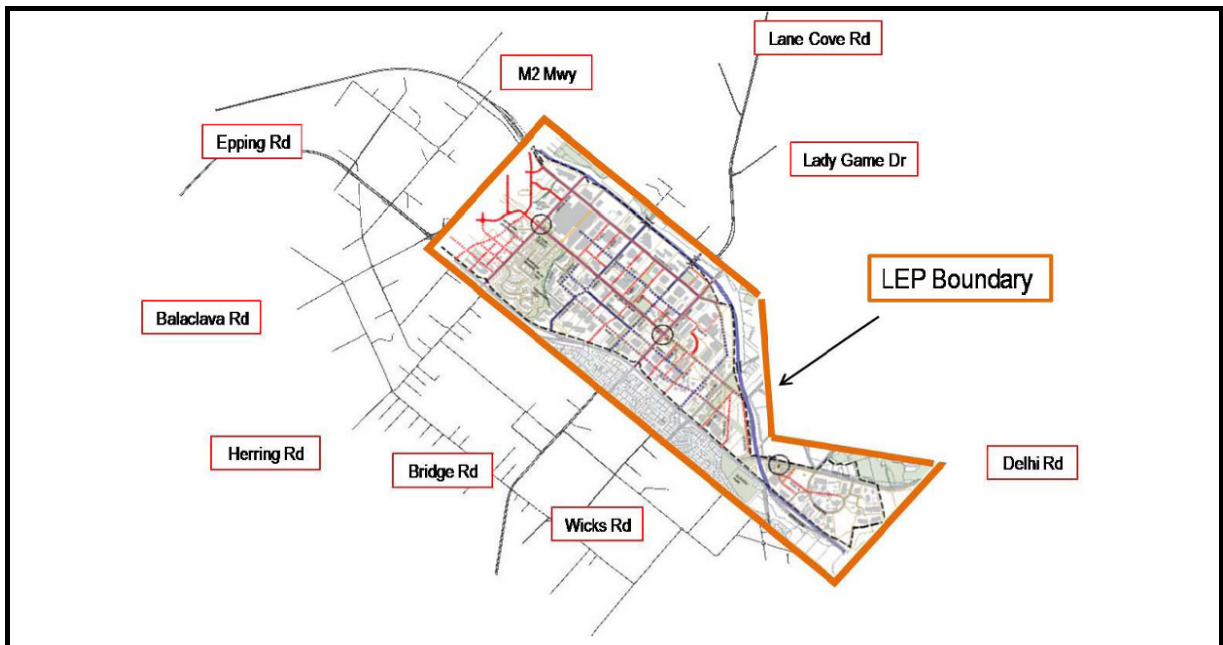 Lane Cove Rd
M2 Mwy
Epping Rd
Lady Game Dr
LEP Boundary
Balaclava Rd
Herring Rd
Bridge Rd
Delhi Rd
Wicks Rd